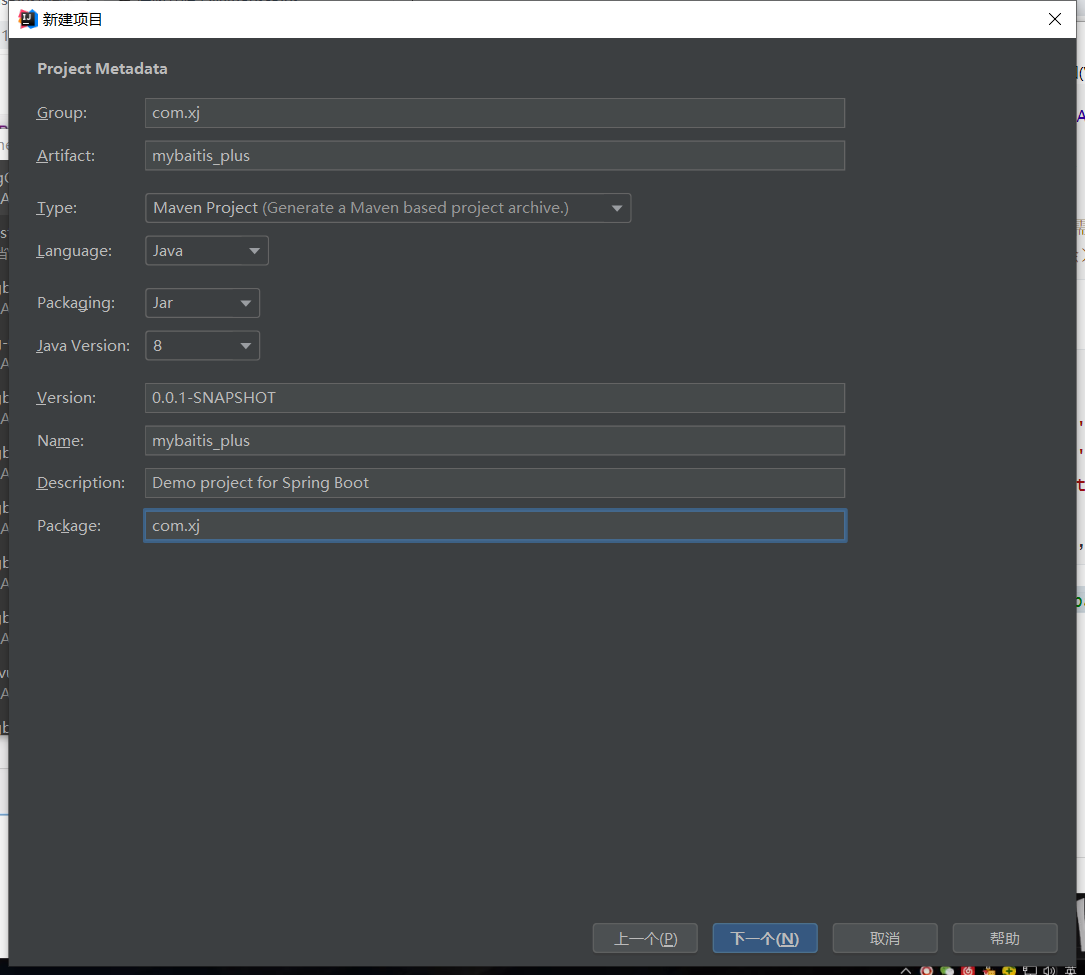 新建项目
Project Metadata
Group: com.xj
Artifact: mybaitis_plus
Type: Maven Project (Generate a Maven based project archive.)
Language: Java
Packaging: Jar
Java Version: 8
Version: 0.0.1-SNAPSHOT
Name: mybaitis_plus
Description: Demo project for Spring Boot
Package: com.xj
上一个(P) 下一个(N) 取消 帮助
英